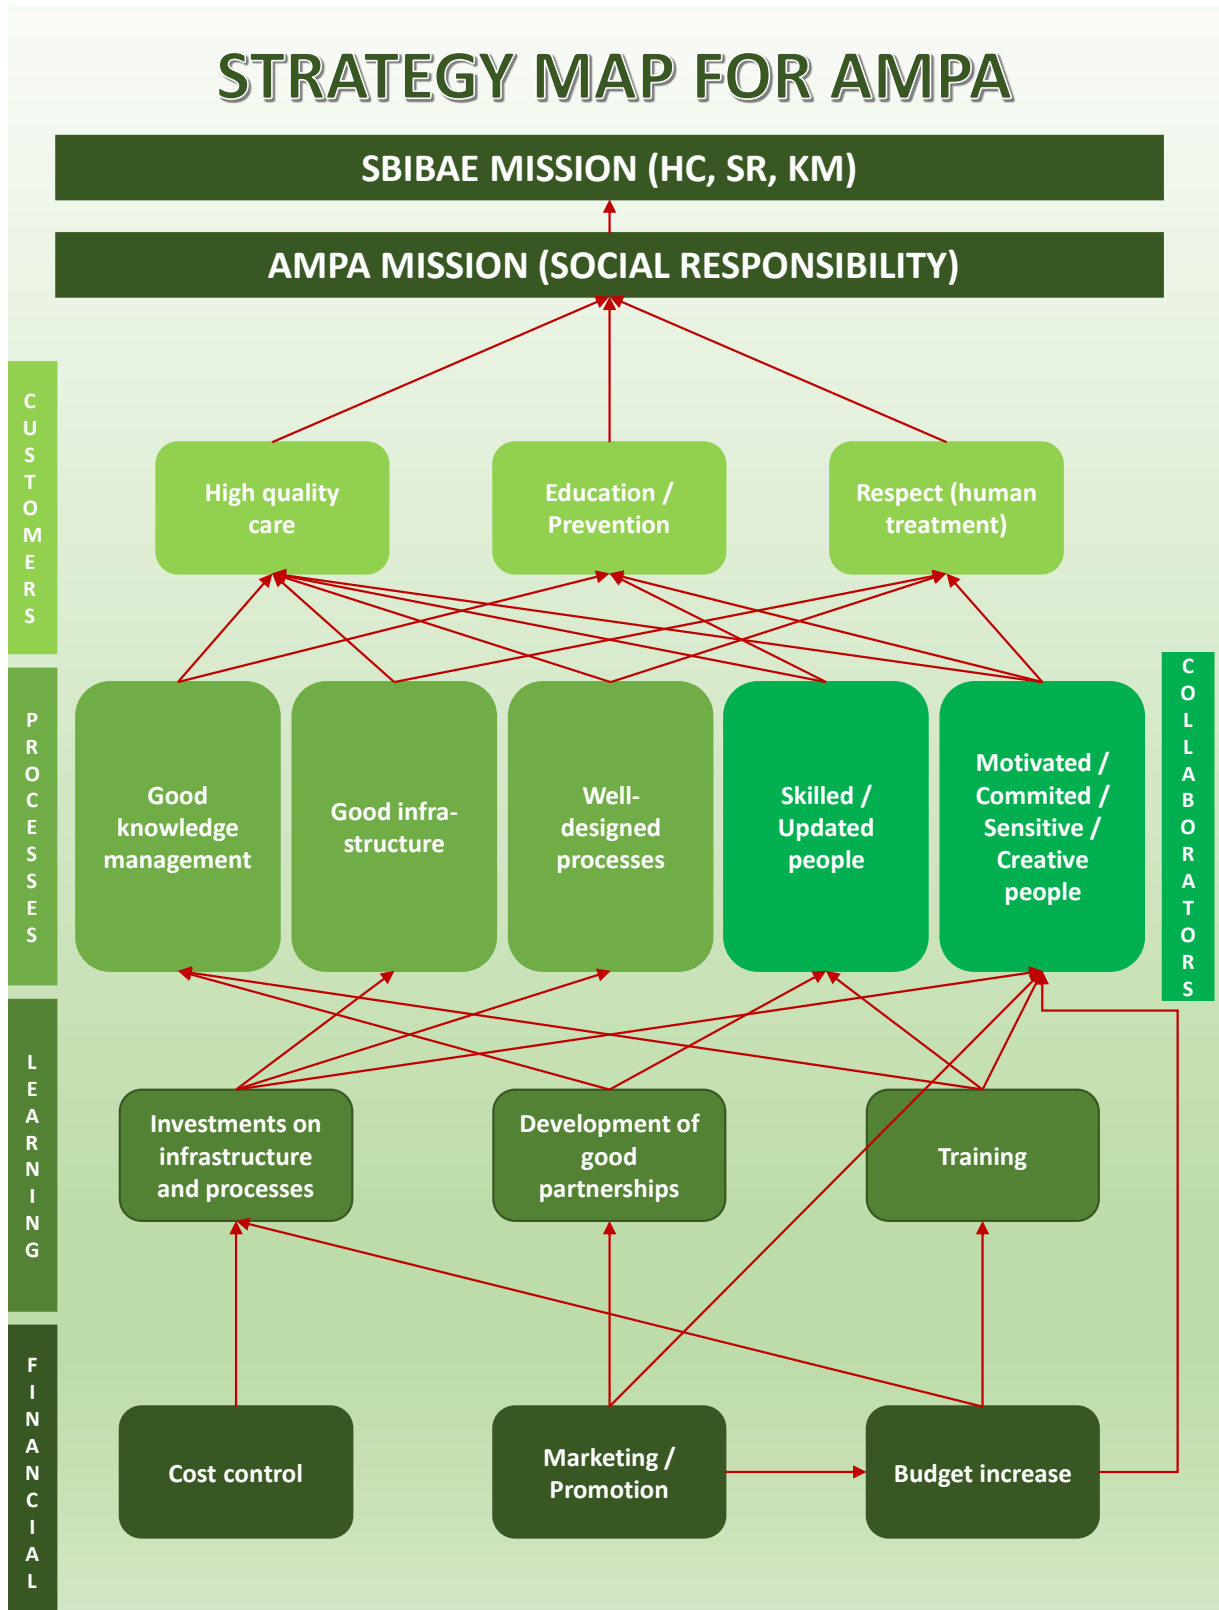 STRATEGY MAP FOR AMPA
SBIBAE MISSION (HC, SR, KM)
AMPA MISSION (SOCIAL RESPONSIBILITY)
CUSTOMERS
High quality
care
Education /
Prevention
Respect (human
treatment)
PROCESSES
Good
knowledge
management
Good infra-
structure
Well-
designed
processes
Skilled /
Updated
people
Motivated /
Commited /
Sensitive /
Creative
people
COLLABORATORS
LEARNING
Investments on
infrastructure
and processes
Development of
good
partnerships
Training
FINANCIAL
Cost control
Marketing /
Promotion
Budget increase